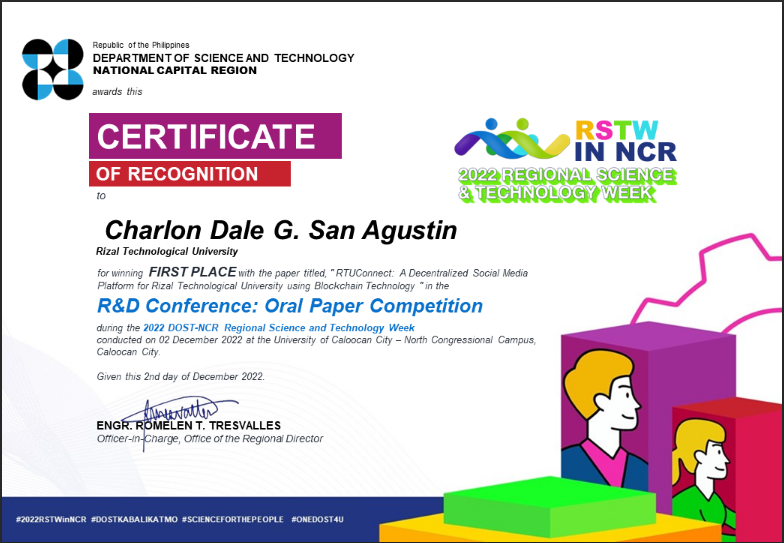 Republic of the Philippines
DEPARTMENT OF SCIENCE AND TECHNOLOGY
NATIONAL CAPITAL REGION
awards this
CERTIFICATE
OF RECOGNITION
to
RSTW
IN NCR
2022 REGIONAL SCIENCE
& TECHNOLOGY WEEK
Charlon Dale G. San Agustin
Rizal Technological University
for winning FIRST PLACE with the paper titled, "RTUConnect: A Decentralized Social Media
Platform for Rizal Technological University using Blockchain Technology " in the
R&D Conference: Oral Paper Competition
during the 2022 DOST-NCR Regional Science and Technology Week
conducted on 02 December 2022 at the University of Caloocan City – North Congressional Campus,
Caloocan City.
Given this 2nd day of December 2022.
ENGR. ROMELEN T. TRESVALLES
Officer-in-Charge, Office of the Regional Director
#2022RSTWinNCR #DOSTKABALIKATMO #SCIENCEFORTHEPEOPLE #ONEDOST4U